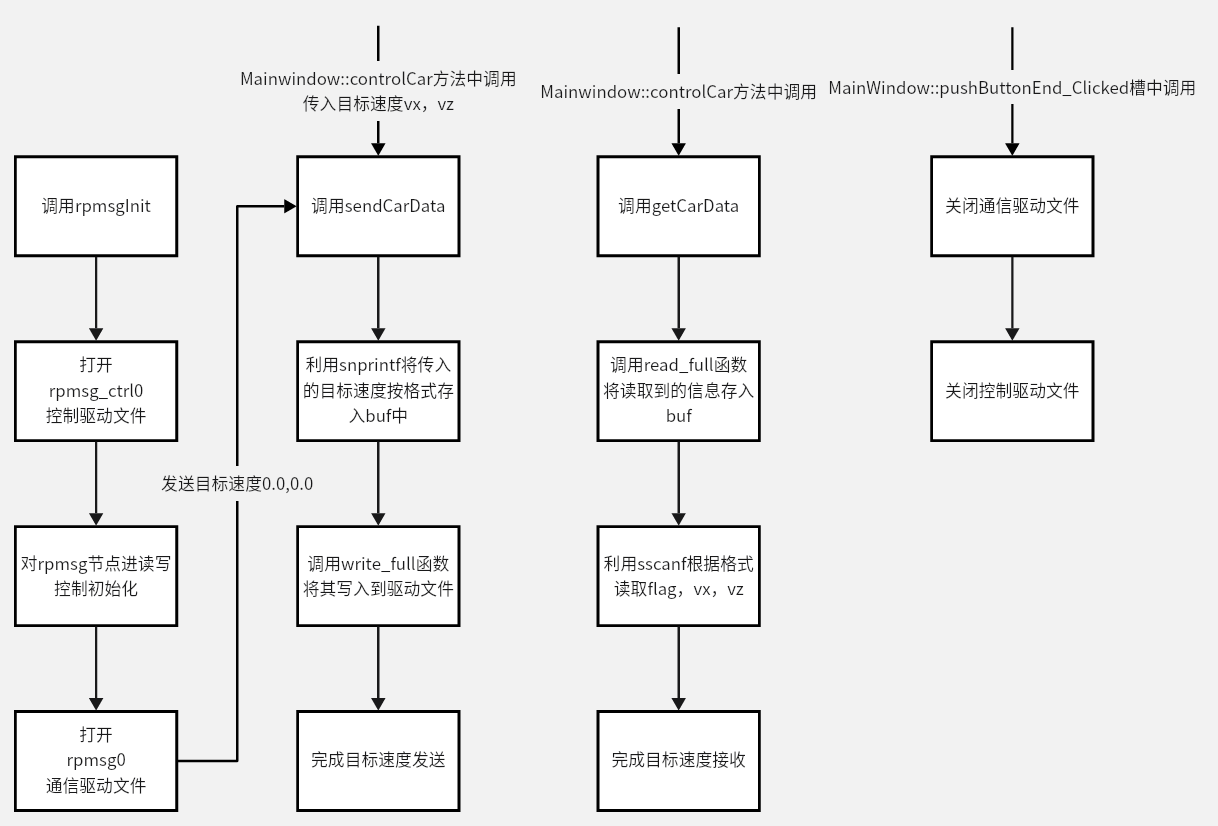 Mainwindow::controlCar方法中调用
传入目标速度vx，vz
Mainwindow::controlCar方法中调用
MainWindow::pushButtonEnd_Clicked槽中调用
调用rpmsgInit
调用sendCarData
调用getCarData
关闭通信驱动文件
打开
rpmsg_ctrl0
控制驱动文件
利用snprintf将传入
的目标速度按格式存
入buf中
调用read_full函数
将读取到的信息存入
buf
关闭控制驱动文件
发送目标速度0.0,0.0
对rpmsg节点进读写
控制初始化
调用write_full函数
将其写入到驱动文件
利用sscanf根据格式
读取flag，vx，vz
打开
rpmsg0
通信驱动文件
完成目标速度发送
完成目标速度接收